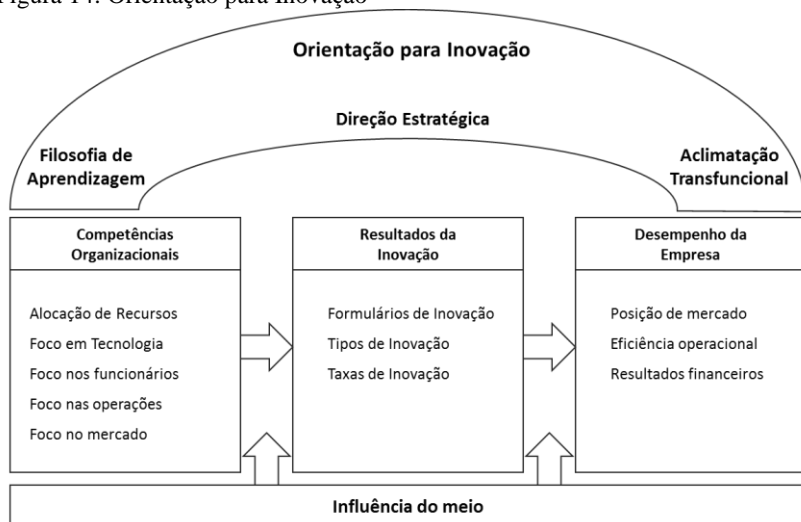 Figura 14: Orientação para Inovação
Orientação para Inovação
Direção Estratégica
Filosofia de
Aprendizagem
Aclimatação
Transfuncional
Competências
Organizacionais
Alocação de Recursos
Foco em Tecnologia
Foco nos funcionários
Foco nas operações
Foco no mercado
Resultados da
Inovação
Formulários de Inovação
Tipos de Inovação
Taxas de Inovação
Desempenho da
Empresa
Posição de mercado
Eficiência operacional
Resultados financeiros
Influência do meio